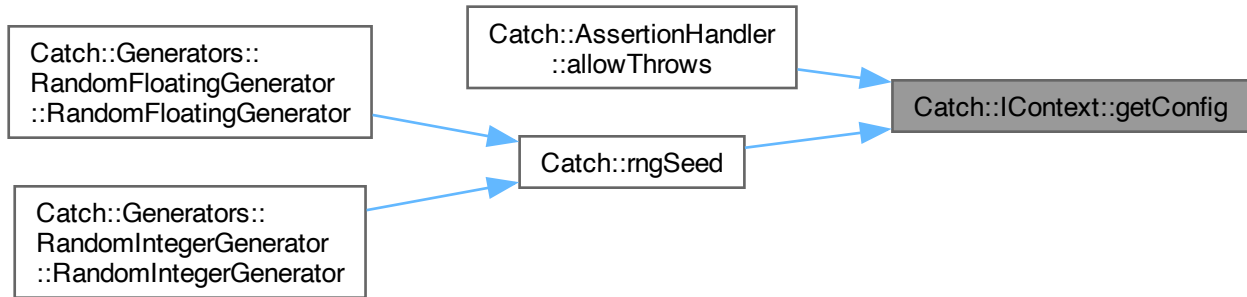 Catch::Generators::
RandomFloatingGenerator
::RandomFloatingGenerator
Catch::Generators::
RandomIntegerGenerator
::RandomIntegerGenerator
Catch::AssertionHandler
::allowThrows
Catch::rngSeed
Catch::IContext::getConfig